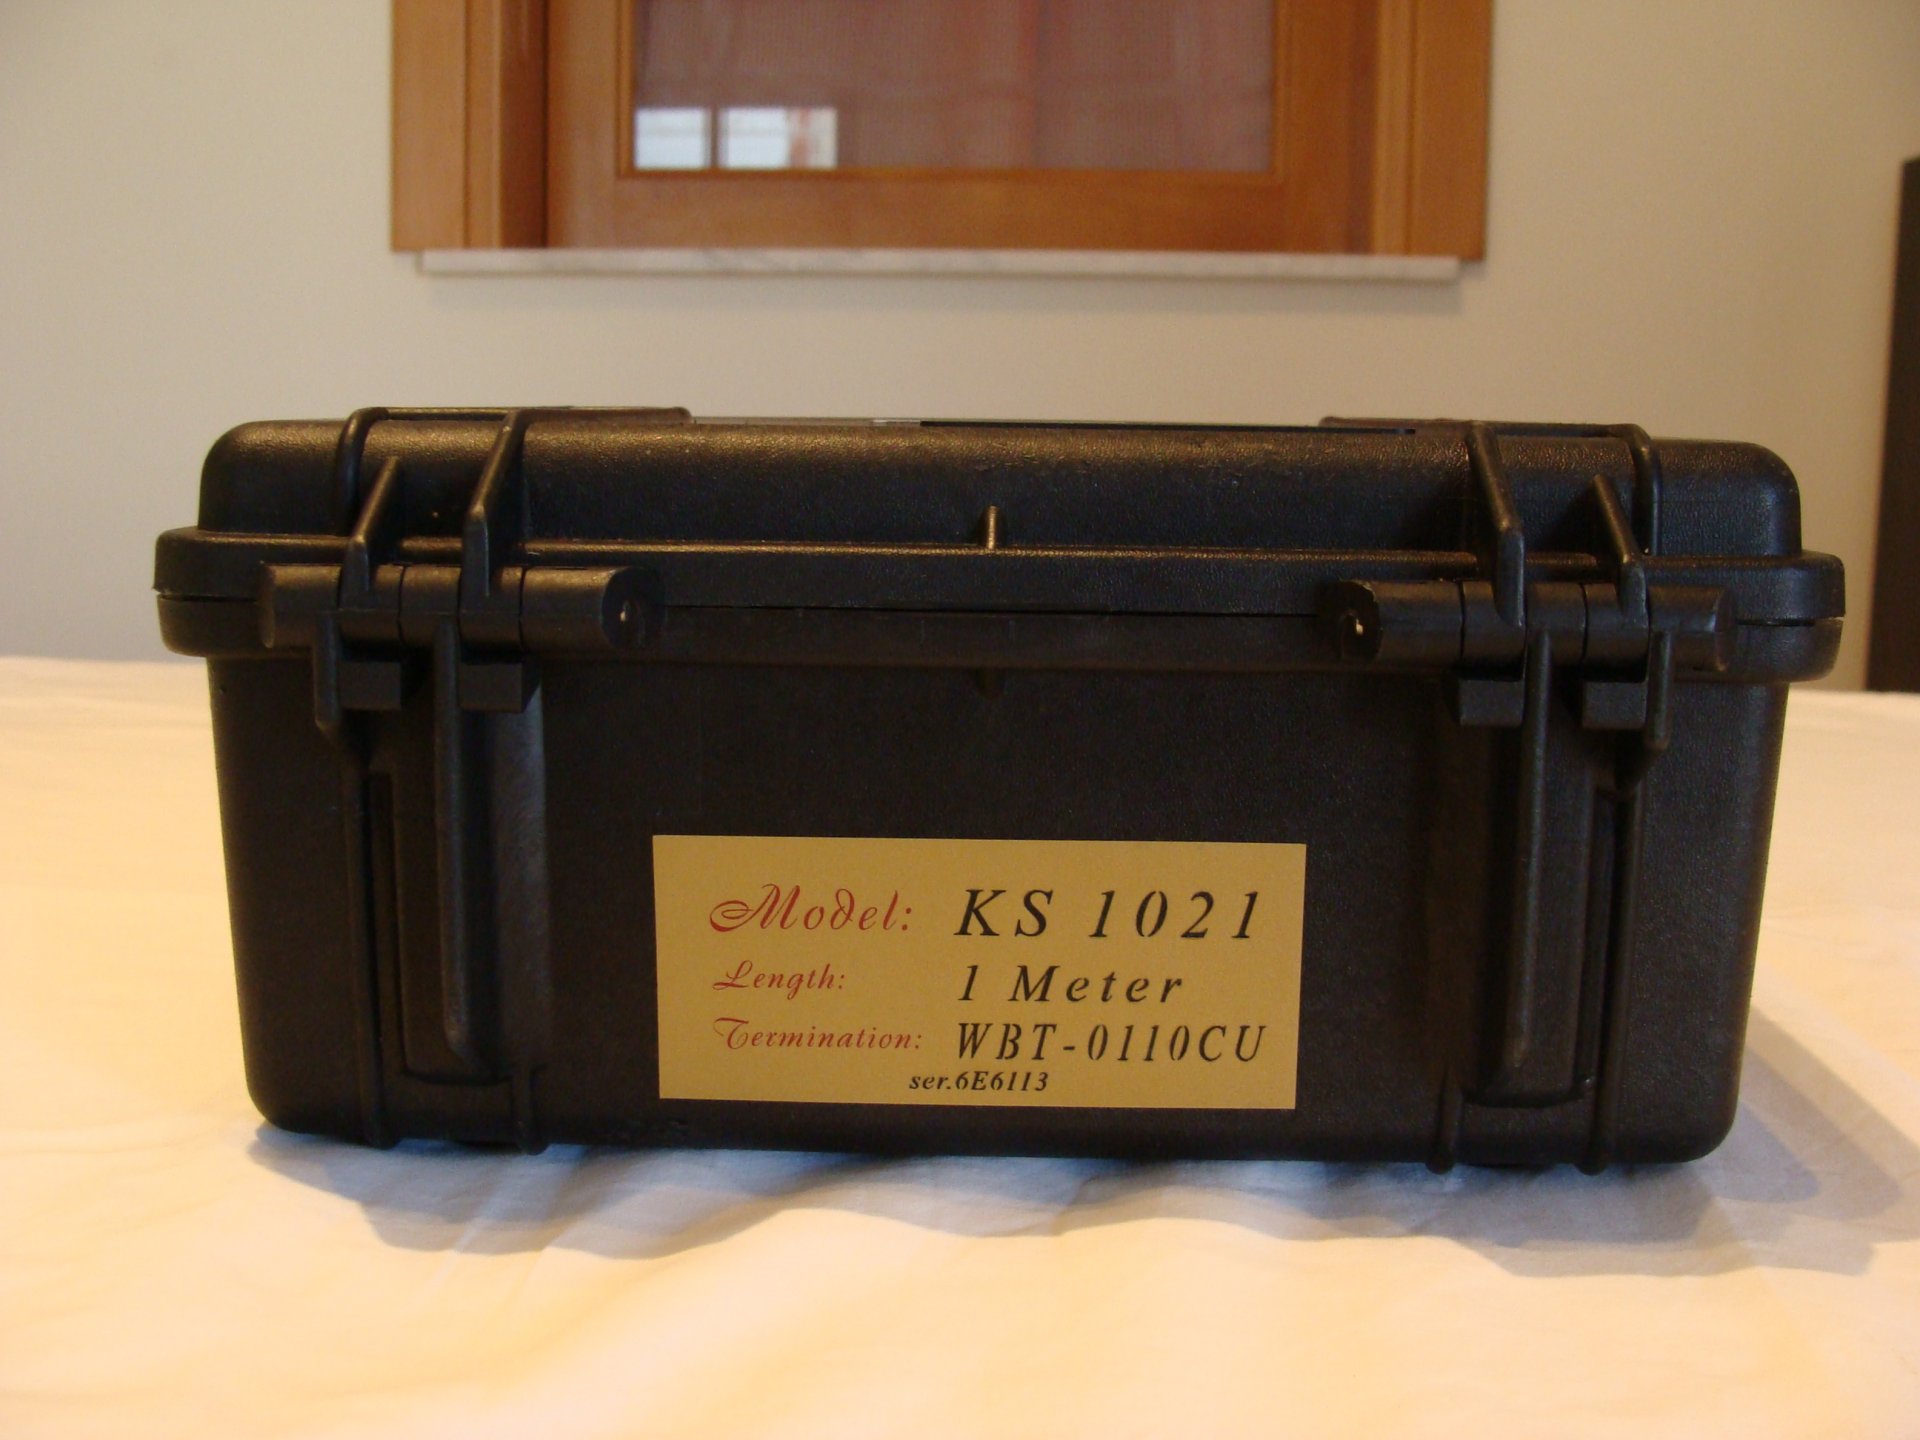 Model: KS 1021
Length: 1 Meter
Termination: WBT-0110CU
ser.6E6113